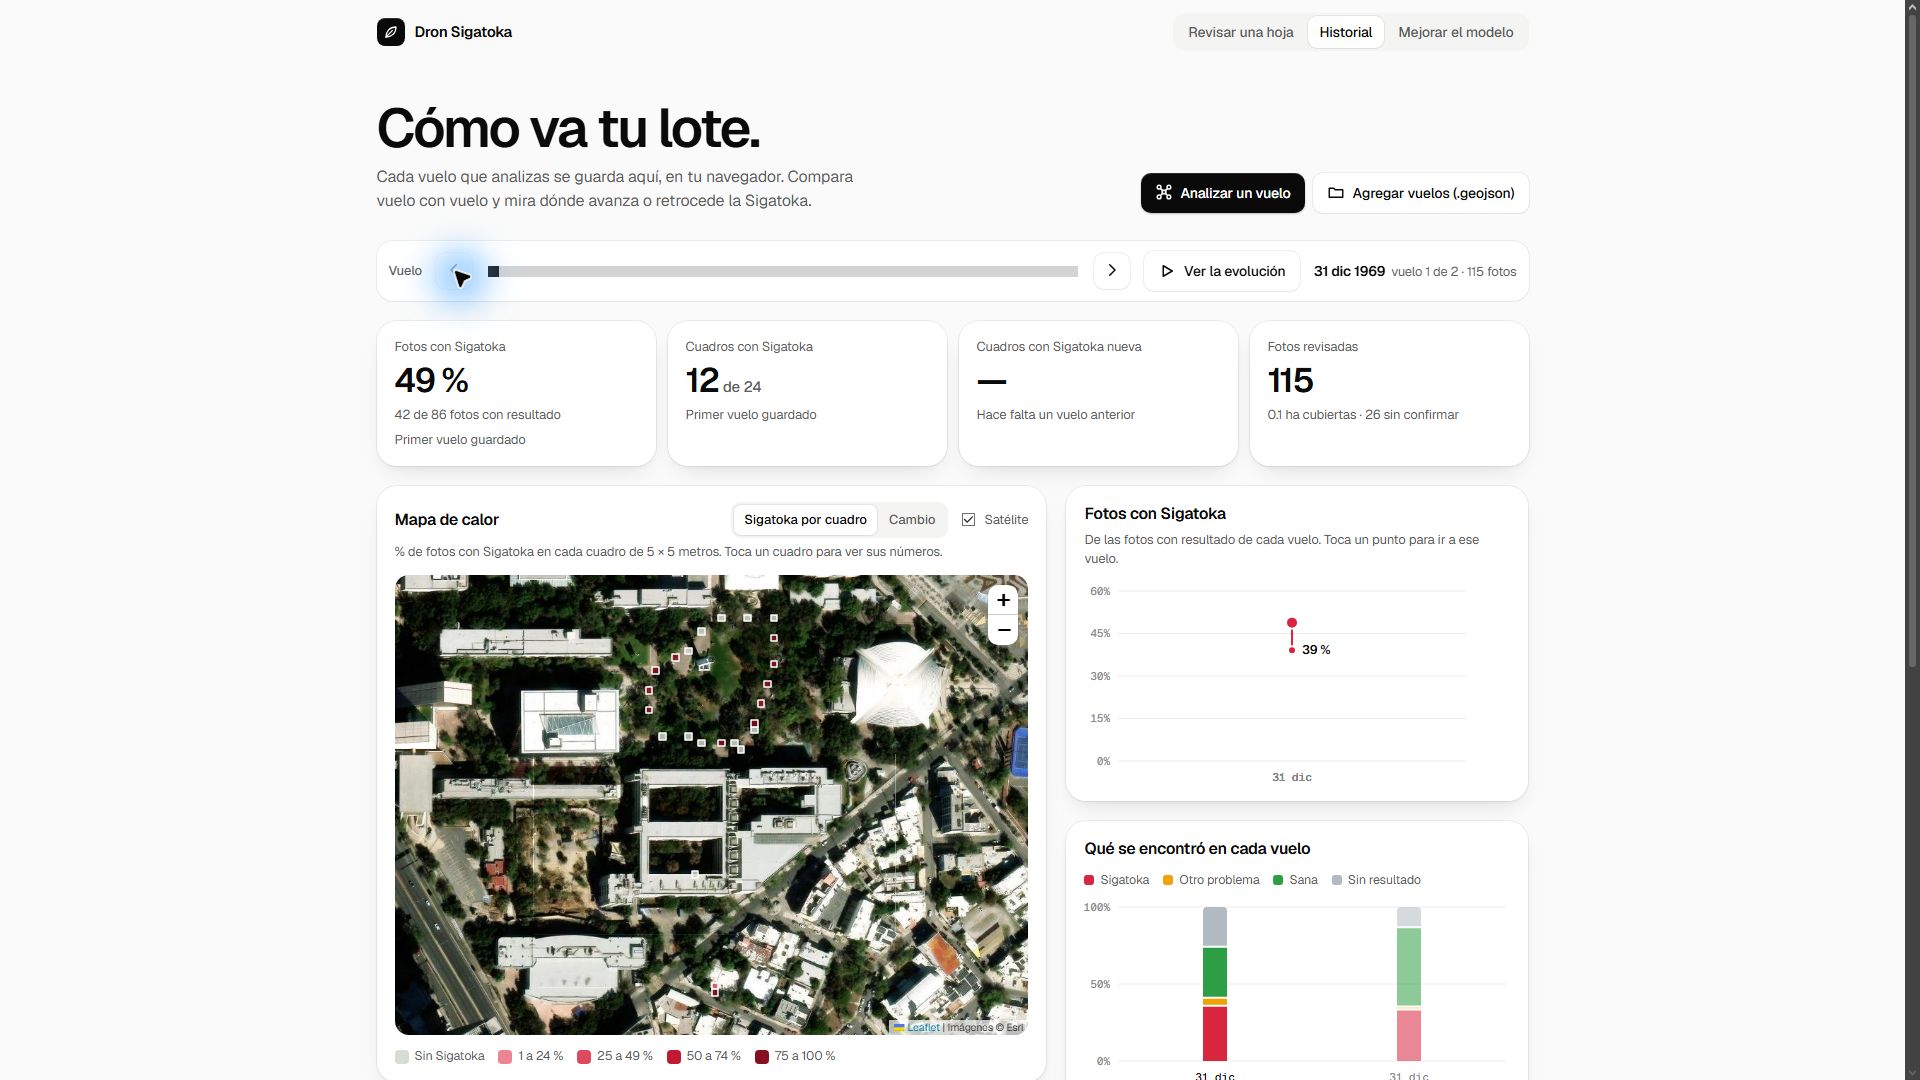 Dron Sigatoka
Revisar una hoja
Historial
Mejorar el modelo
Cómo va tu lote.
Cada vuelo que analizas se guarda aquí, en tu navegador. Compara
vuelo con vuelo y mira dónde avanza o retrocede la Sigatoka.
Analizar un vuelo
Agregar vuelos (.geojson)
Vuelo
Ver la evolución
31 dic 1969 vuelo 1 de 2 · 115 fotos
Fotos con Sigatoka
49 %
42 de 86 fotos con resultado
Primer vuelo guardado
Cuadros con Sigatoka
12 de 24
Primer vuelo guardado
Cuadros con Sigatoka nueva
—
Hace falta un vuelo anterior
Fotos revisadas
115
0.1 ha cubiertas · 26 sin confirmar
Mapa de calor
Sigatoka por cuadro
Cambio
Satélite
% de fotos con Sigatoka en cada cuadro de 5 × 5 metros. Toca un cuadro para ver sus números.
+
−
Leaflet | Imágenes © Esri
Sin Sigatoka
1 a 24 %
25 a 49 %
50 a 74 %
75 a 100 %
Fotos con Sigatoka
De las fotos con resultado de cada vuelo. Toca un punto para ir a ese
vuelo.
60%
45%
39 %
30%
15%
0%
31 dic
Qué se encontró en cada vuelo
Sigatoka
Otro problema
Sana
Sin resultado
100%
50%
0%
31 dic
31 dic